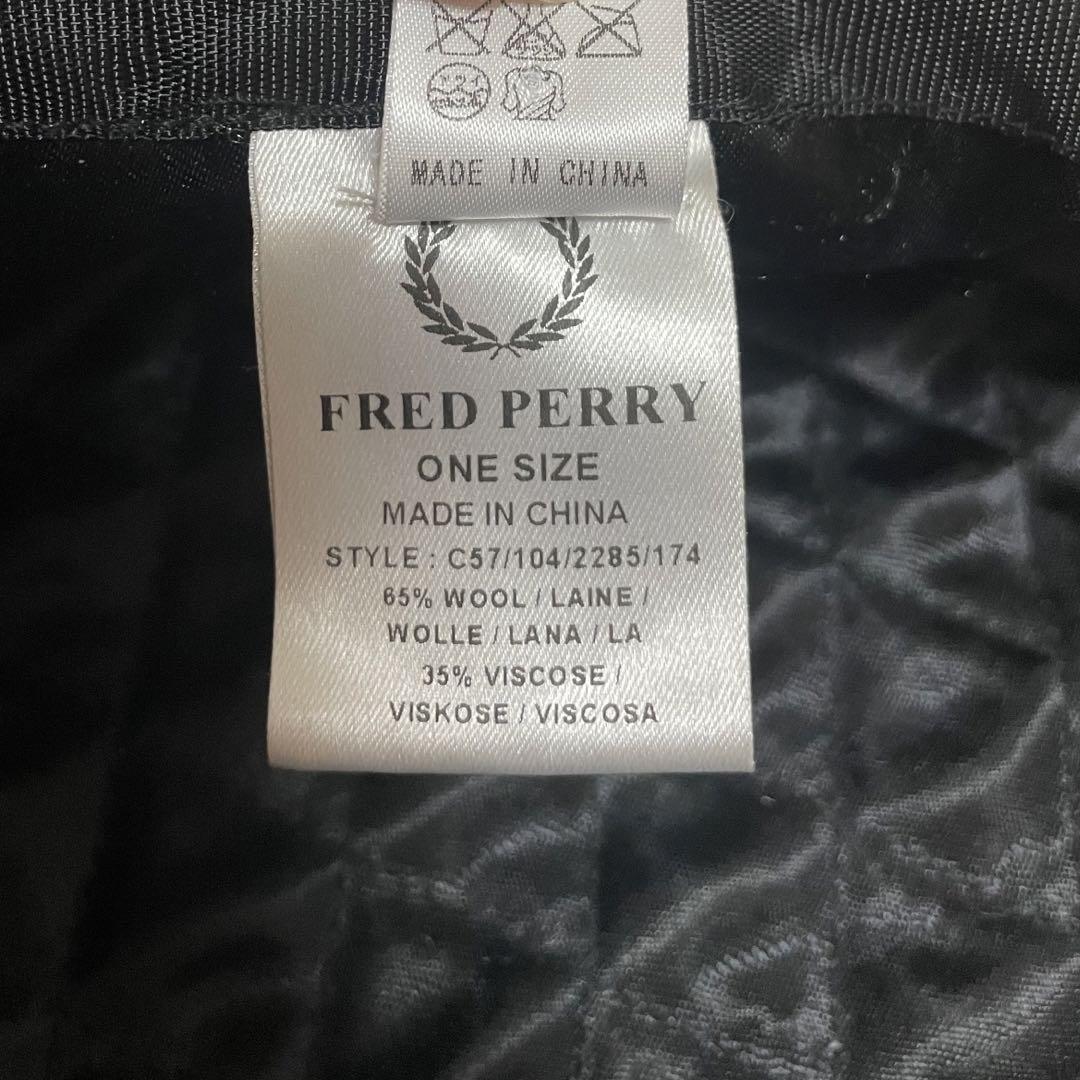 MADE IN CHINA
FRED PERRY
ONE SIZE
MADE IN CHINA
STYLE : C57/104/2285/174
65% WOOL / LAINE /
WOLLE / LANA / LA
35% VISCOSE /
VISKOSE / VISCOSA